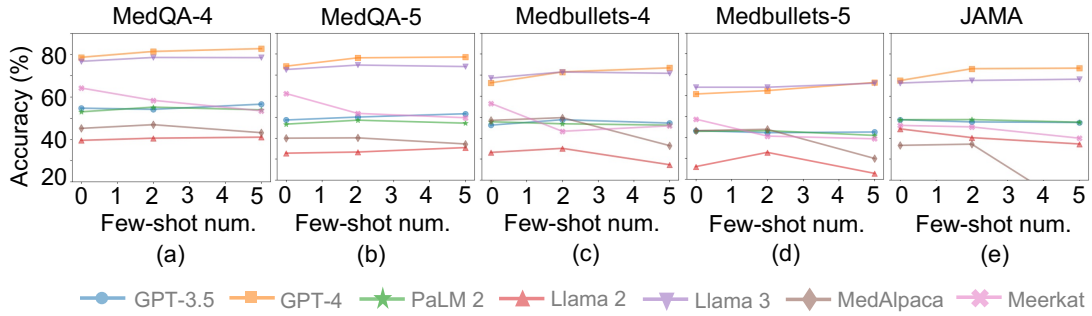 MedQA-4 MedQA-5 Medbullets-4 Medbullets-5 JAMA
Accuracy (%)
80
60
40
20
0 1 2 3 4 5 0 1 2 3 4 5 0 1 2 3 4 5 0 1 2 3 4 5 0 1 2 3 4 5
Few-shot num. Few-shot num. Few-shot num. Few-shot num. Few-shot num.
(a) (b) (c) (d) (e)
GPT-3.5 GPT-4 PaLM 2 Llama 2 Llama 3 MedAlpaca Meerkat